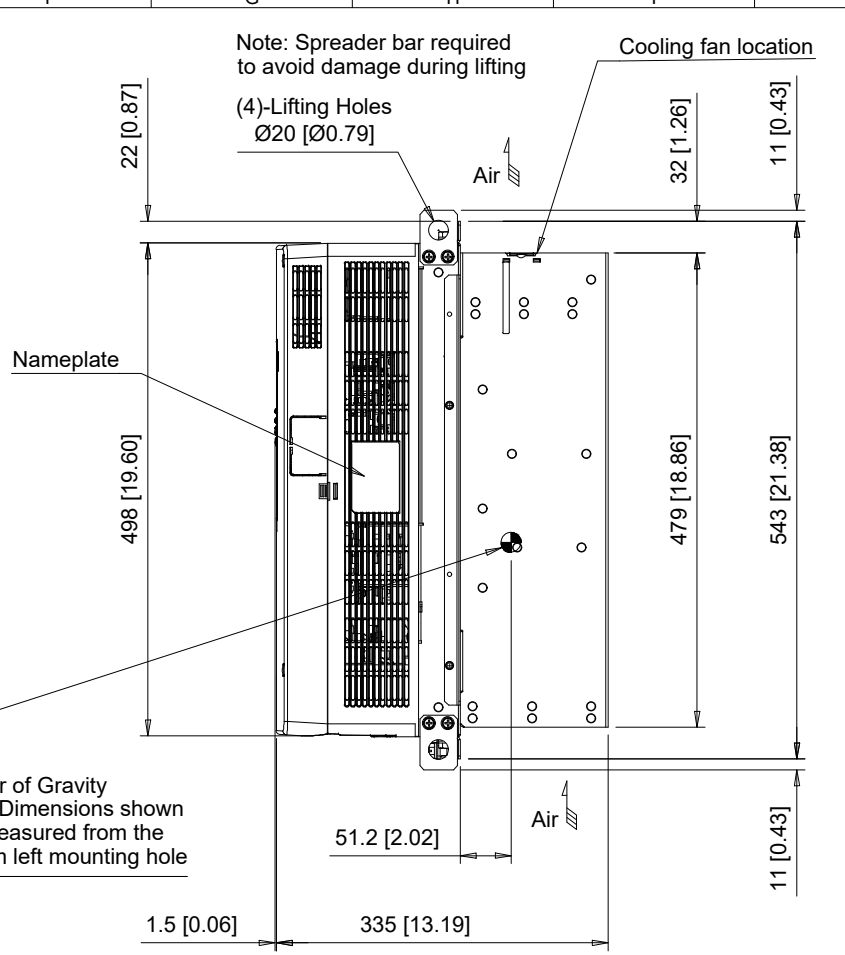 Note: Spreader bar required
to avoid damage during lifting
Cooling fan location
(4)-Lifting Holes
Ø20 [Ø0.79]
22 [0.87]
Air
32 [1.26]
11 [0.43]
Nameplate
498 [19.60]
479 [18.86]
543 [21.38]
r of Gravity
Dimensions shown
easured from the
left mounting hole
51.2 [2.02]
Air
11 [0.43]
1.5 [0.06]
335 [13.19]